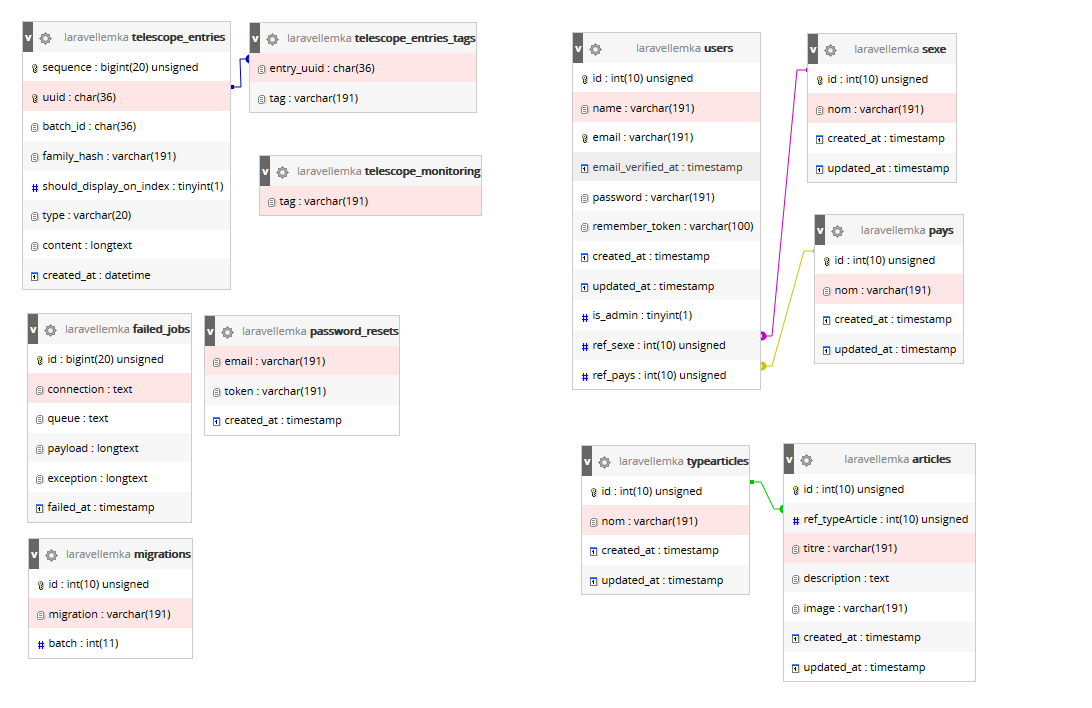 v laravellemka telescope_entries
sequence : bigint(20) unsigned
uuid : char(36)
batch_id : char(36)
family_hash : varchar(191)
# should_display_on_index : tinyint(1)
type : varchar(20)
content : longtext
created_at : datetime
v laravellemka telescope_entries_tags
entry_uuid : char(36)
tag : varchar(191)
v laravellemka telescope_monitoring
tag : varchar(191)
v laravellemka failed_jobs
id : bigint(20) unsigned
connection : text
queue : text
payload : longtext
exception : longtext
failed_at : timestamp
v laravellemka password_resets
email : varchar(191)
token : varchar(191)
created_at : timestamp
v laravellemka migrations
id : int(10) unsigned
migration : varchar(191)
# batch : int(11)
v laravellemka users
id : int(10) unsigned
name : varchar(191)
email : varchar(191)
email_verified_at : timestamp
password : varchar(191)
remember_token : varchar(100)
created_at : timestamp
updated_at : timestamp
# is_admin : tinyint(1)
# ref_sexe : int(10) unsigned
# ref_pays : int(10) unsigned
v laravellemka sexe
id : int(10) unsigned
nom : varchar(191)
created_at : timestamp
updated_at : timestamp
v laravellemka pays
id : int(10) unsigned
nom : varchar(191)
created_at : timestamp
updated_at : timestamp
v laravellemka typearticles
id : int(10) unsigned
nom : varchar(191)
created_at : timestamp
updated_at : timestamp
v laravellemka articles
id : int(10) unsigned
# ref_typeArticle : int(10) unsigned
titre : varchar(191)
description : text
image : varchar(191)
created_at : timestamp
updated_at : timestamp